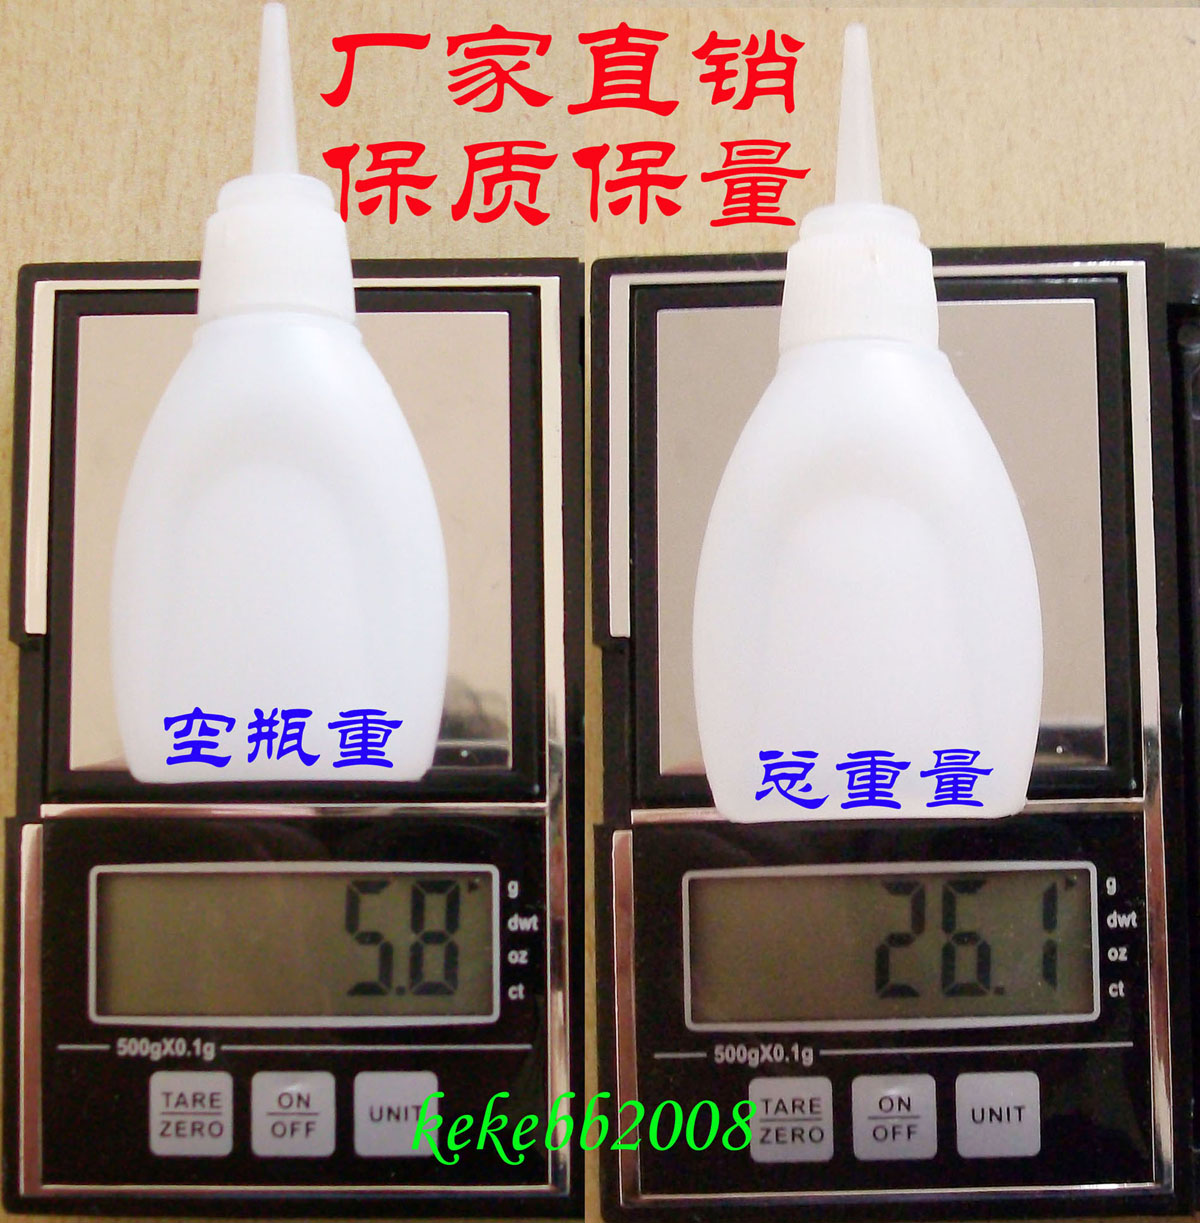 厂家直销
保质保量
空瓶重
总重量
5.8
g
dwt
oz
ct
500gX0.1g
TARE
ZERO
ON
OFF
UNIT
26.1
g
dwt
oz
ct
500gX0.1g
TARE
ZERO
ON
OFF
UNIT
kekebb2008